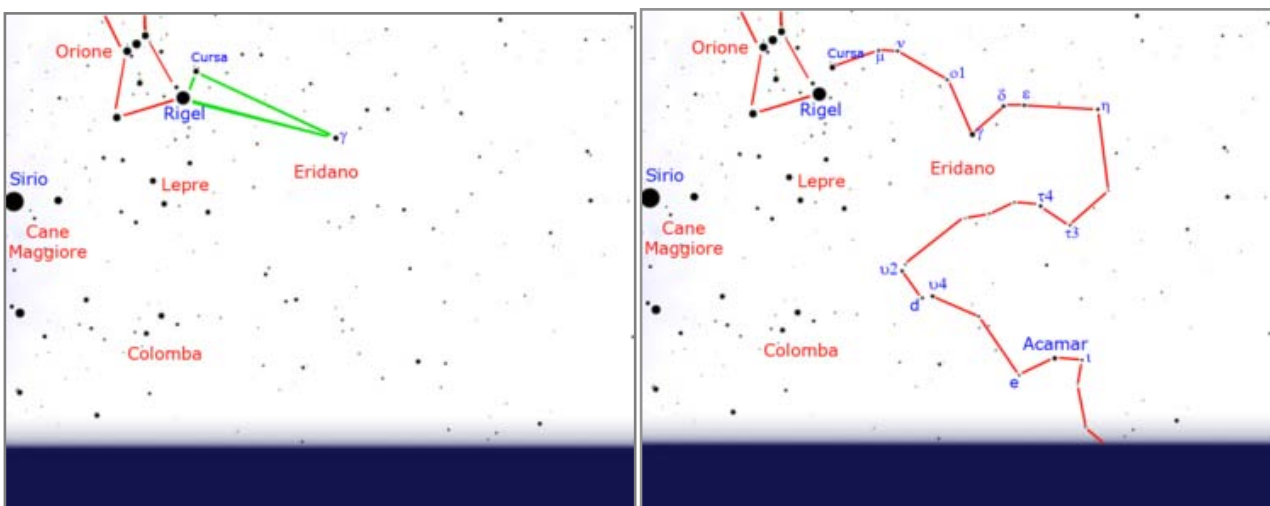 Cursa
Orione
Rigel
γ
Eridano
Sirio
Lepre
Cane
Maggiore
Colomba
Cursa
μ
ν
ο1
Orione
Rigel
δ
ε
η
γ
Eridano
Sirio
Lepre
τ4
τ3
Cane
Maggiore
υ2
d
υ4
Colomba
Acamar
ι
e